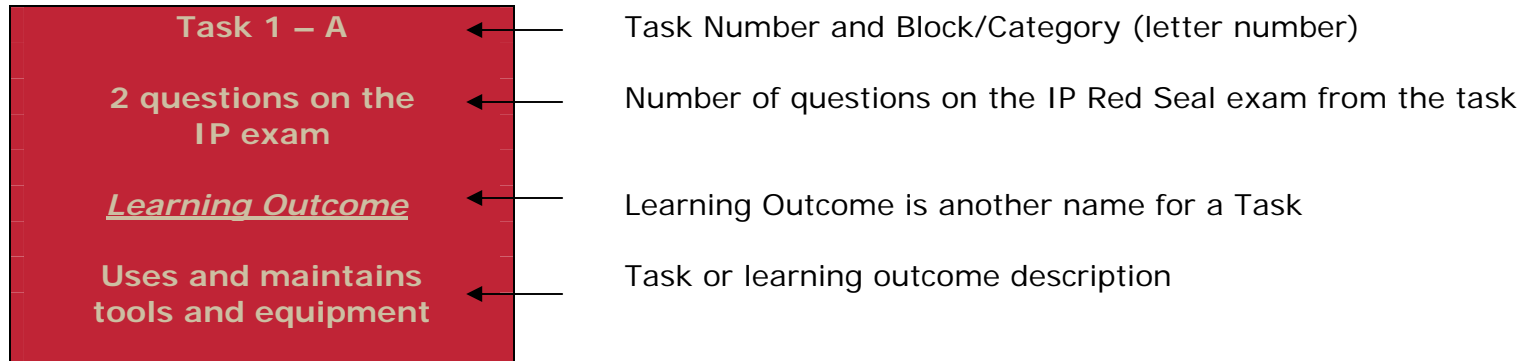 Task 1 – A
Task Number and Block/Category (letter number)
2 questions on the
IP exam
Number of questions on the IP Red Seal exam from the task
Learning Outcome
Learning Outcome is another name for a Task
Uses and maintains
tools and equipment
Task or learning outcome description